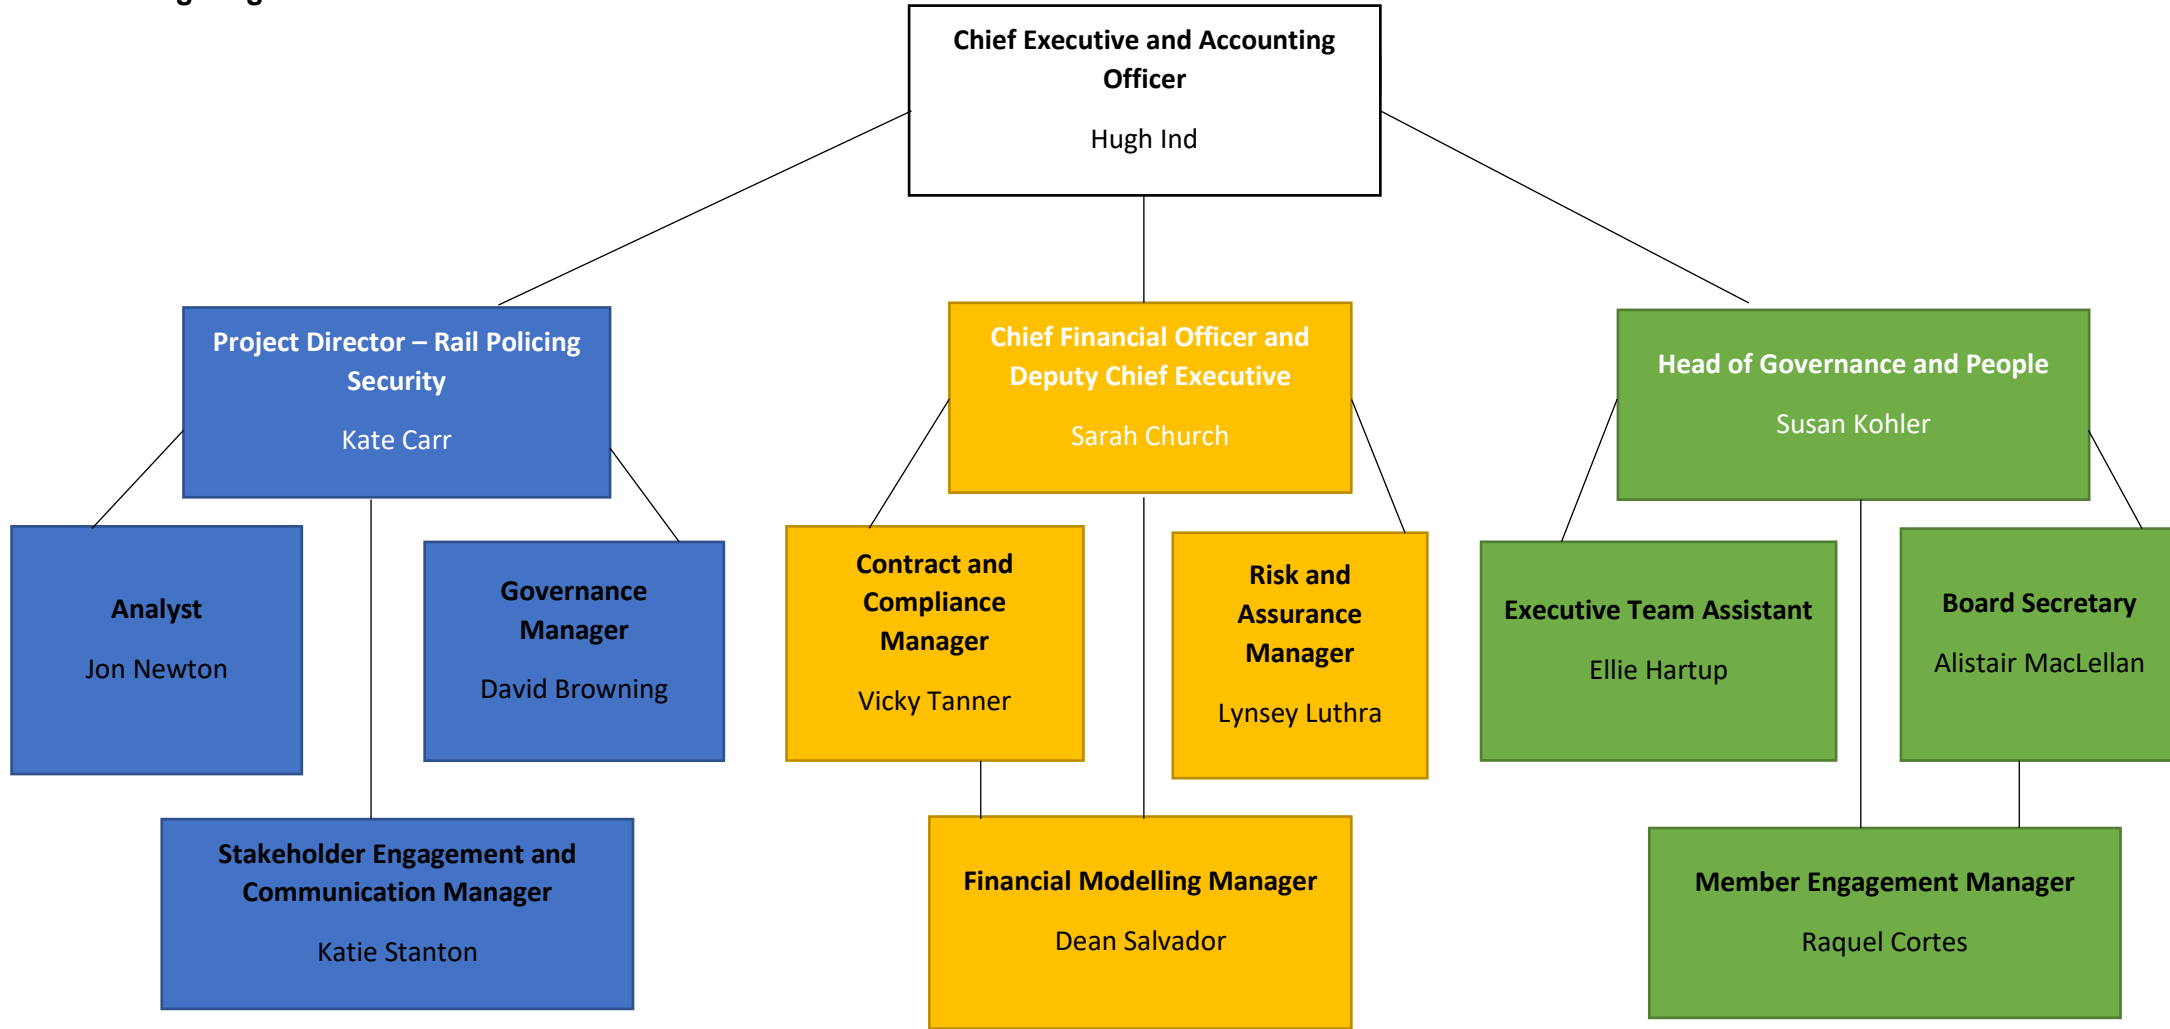 Chief Executive and Accounting
Officer
Hugh Ind
Project Director – Rail Policing
Security
Kate Carr
Chief Financial Officer and
Deputy Chief Executive
Sarah Church
Head of Governance and People
Susan Kohler
Analyst
Jon Newton
Governance
Manager
David Browning
Contract and
Compliance
Manager
Vicky Tanner
Risk and
Assurance
Manager
Lynsey Luthra
Executive Team Assistant
Ellie Hartup
Board Secretary
Alistair MacLellan
Stakeholder Engagement and
Communication Manager
Katie Stanton
Financial Modelling Manager
Dean Salvador
Member Engagement Manager
Raquel Cortes